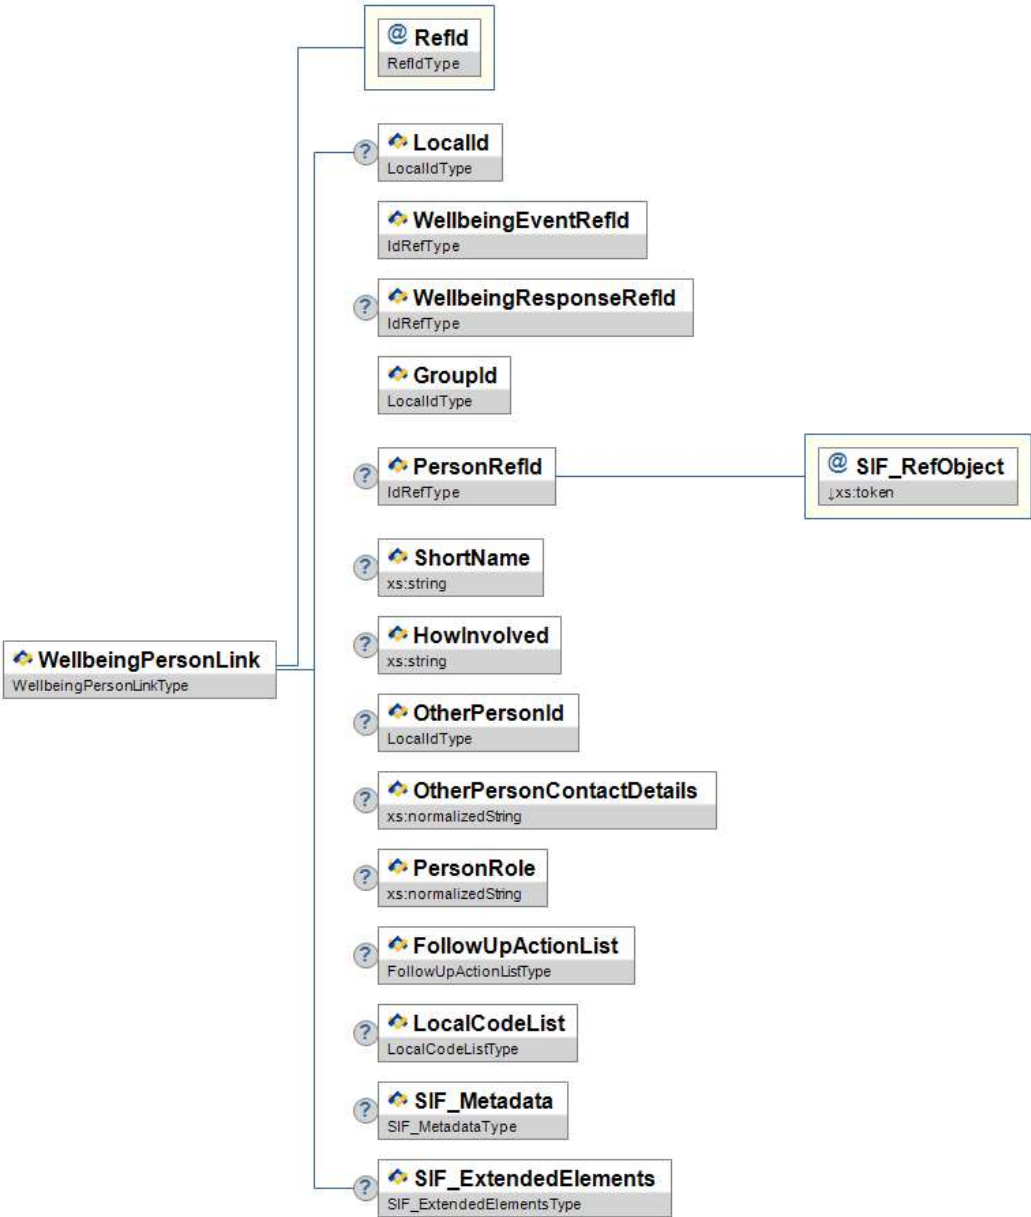 @ RefId
RefIdType
? LocalId
LocalIdType
WellbeingEventRefId
IdRefType
? WellbeingResponseRefId
IdRefType
GroupId
LocalIdType
? PersonRefId
IdRefType
@ SIF_RefObject
↓xs:token
? ShortName
xs:string
? HowInvolved
xs:string
WellbeingPersonLink
WellbeingPersonLinkType
? OtherPersonId
LocalIdType
? OtherPersonContactDetails
xs:normalizedString
? PersonRole
xs:normalizedString
? FollowUpActionList
FollowUpActionListType
? LocalCodeList
LocalCodeListType
? SIF_Metadata
SIF_MetadataType
? SIF_ExtendedElements
SIF_ExtendedElementsType